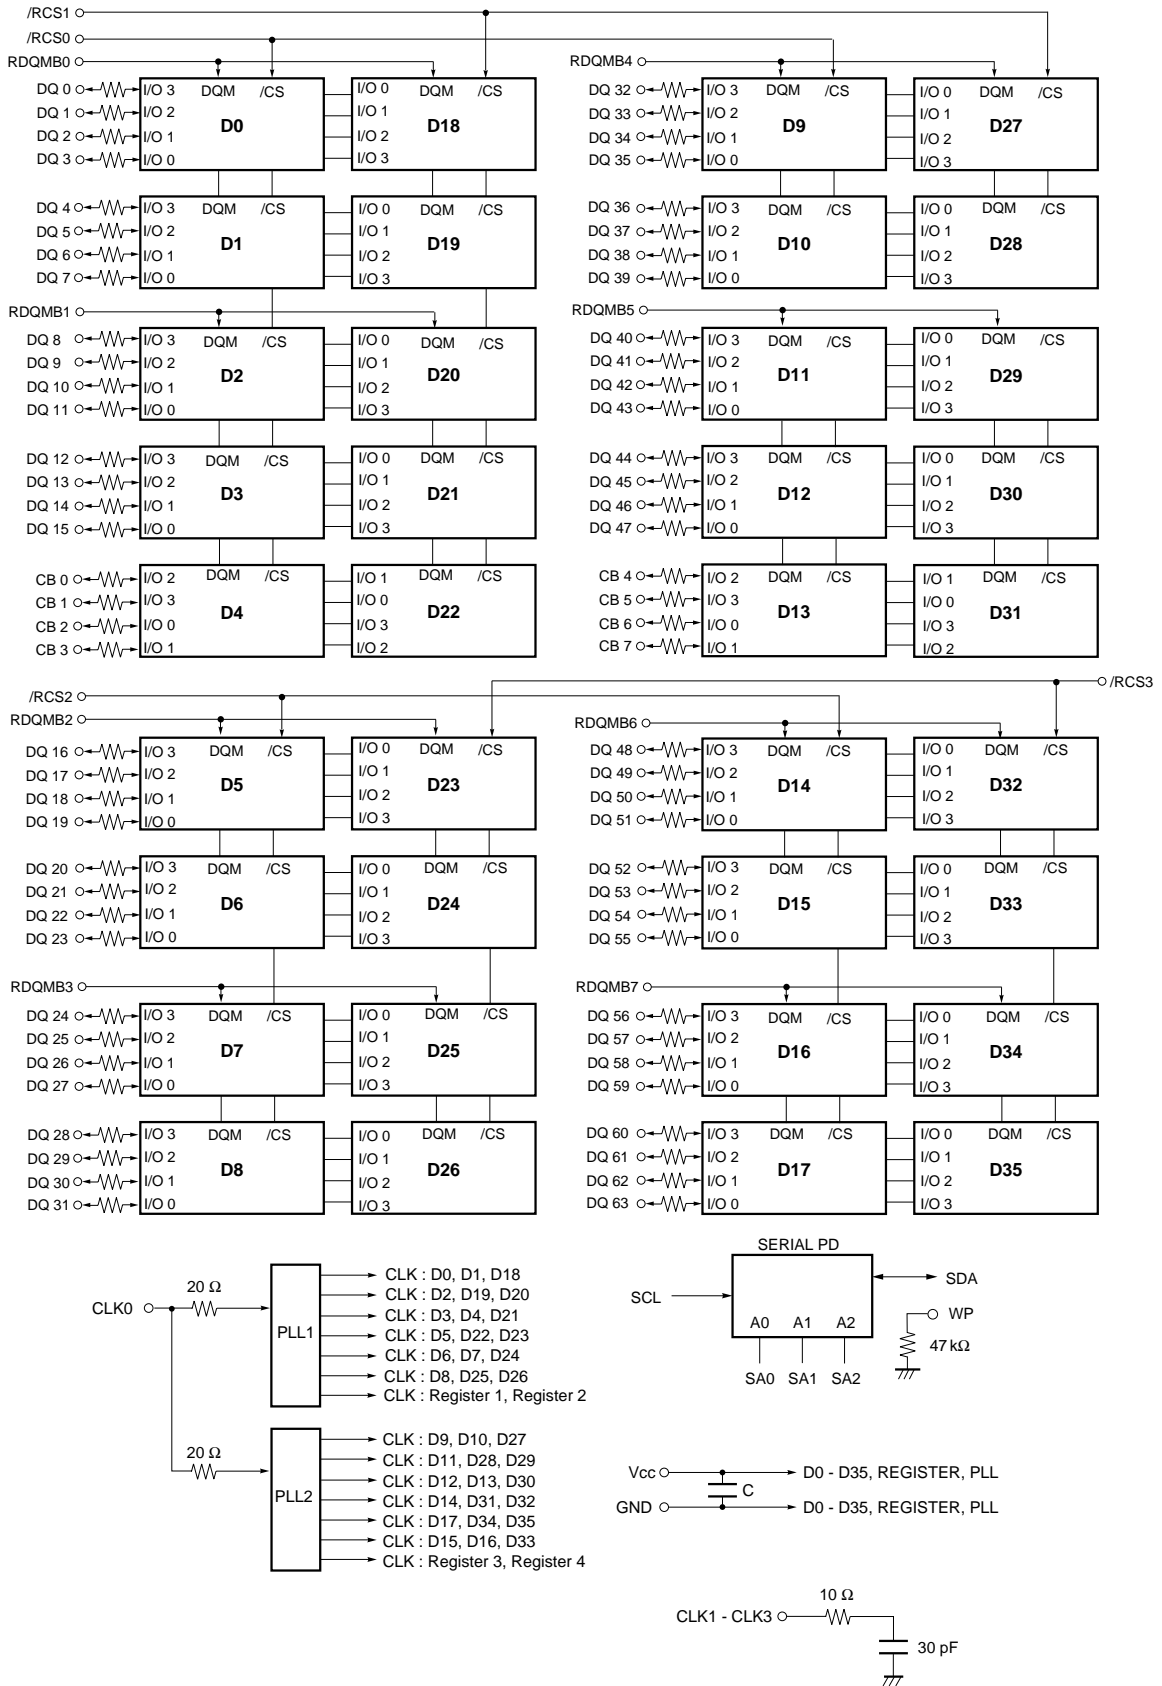 /RCS1
/RCS0
RDQMB0
DQ 0 I/O 3 DQM /CS I/O 0
DQ 1 I/O 2 D0 I/O 1 D18
DQ 2 I/O 1 I/O 2
DQ 3 I/O 0 I/O 3
DQ 4 I/O 3 DQM /CS I/O 0 DQM /CS
DQ 5 I/O 2 D1 I/O 1 D19
DQ 6 I/O 1 I/O 2
DQ 7 I/O 0 I/O 3
RDQMB1
DQ 8 I/O 3 DQM /CS I/O 0 DQM /CS
DQ 9 I/O 2 D2 I/O 1 D20
DQ 10 I/O 1 I/O 2
DQ 11 I/O 0 I/O 3
DQ 12 I/O 3 DQM /CS I/O 0 DQM /CS
DQ 13 I/O 2 D3 I/O 1 D21
DQ 14 I/O 1 I/O 2
DQ 15 I/O 0 I/O 3
CB 0 I/O 2 DQM /CS I/O 1 DQM /CS
CB 1 I/O 3 D4 I/O 0 D22
CB 2 I/O 0 I/O 3
CB 3 I/O 1 I/O 2
RDQMB4
DQ 32 I/O 3 DQM /CS I/O 0 DQM /CS
DQ 33 I/O 2 D9 I/O 1 D27
DQ 34 I/O 1 I/O 2
DQ 35 I/O 0 I/O 3
DQ 36 I/O 3 DQM /CS I/O 0 DQM /CS
DQ 37 I/O 2 D10 I/O 1 D28
DQ 38 I/O 1 I/O 2
DQ 39 I/O 0 I/O 3
RDQMB5
DQ 40 I/O 3 DQM /CS I/O 0 DQM /CS
DQ 41 I/O 2 D11 I/O 1 D29
DQ 42 I/O 1 I/O 2
DQ 43 I/O 0 I/O 3
DQ 44 I/O 3 DQM /CS I/O 0 DQM /CS
DQ 45 I/O 2 D12 I/O 1 D30
DQ 46 I/O 1 I/O 2
DQ 47 I/O 0 I/O 3
CB 4 I/O 2 DQM /CS I/O 1 DQM /CS
CB 5 I/O 3 D13 I/O 0 D31
CB 6 I/O 0 I/O 3
CB 7 I/O 1 I/O 2
/RCS3
/RCS2
RDQMB2
DQ 16 I/O 3 DQM /CS I/O 0 DQM /CS
DQ 17 I/O 2 D5 I/O 1 D23
DQ 18 I/O 1 I/O 2
DQ 19 I/O 0 I/O 3
DQ 20 I/O 3 DQM /CS I/O 0 DQM /CS
DQ 21 I/O 2 D6 I/O 1 D24
DQ 22 I/O 1 I/O 2
DQ 23 I/O 0 I/O 3
RDQMB3
DQ 24 I/O 3 DQM /CS I/O 0 DQM /CS
DQ 25 I/O 2 D7 I/O 1 D25
DQ 26 I/O 1 I/O 2
DQ 27 I/O 0 I/O 3
DQ 28 I/O 3 DQM /CS I/O 0 DQM /CS
DQ 29 I/O 2 D8 I/O 1 D26
DQ 30 I/O 1 I/O 2
DQ 31 I/O 0 I/O 3
RDQMB6
DQ 48 I/O 3 DQM /CS I/O 0 DQM /CS
DQ 49 I/O 2 D14 I/O 1 D32
DQ 50 I/O 1 I/O 2
DQ 51 I/O 0 I/O 3
DQ 52 I/O 3 DQM /CS I/O 0 DQM /CS
DQ 53 I/O 2 D15 I/O 1 D33
DQ 54 I/O 1 I/O 2
DQ 55 I/O 0 I/O 3
RDQMB7
DQ 56 I/O 3 DQM /CS I/O 0 DQM /CS
DQ 57 I/O 2 D16 I/O 1 D34
DQ 58 I/O 1 I/O 2
DQ 59 I/O 0 I/O 3
DQ 60 I/O 3 DQM /CS I/O 0 DQM /CS
DQ 61 I/O 2 D17 I/O 1 D35
DQ 62 I/O 1 I/O 2
DQ 63 I/O 0 I/O 3
CLK0
20 Ω
PLL1
CLK : D0, D1, D18
CLK : D2, D19, D20
CLK : D3, D4, D21
CLK : D5, D22, D23
CLK : D6, D7, D24
CLK : D8, D25, D26
CLK : Register 1, Register 2
20 Ω
PLL2
CLK : D9, D10, D27
CLK : D11, D28, D29
CLK : D12, D13, D30
CLK : D14, D31, D32
CLK : D17, D34, D35
CLK : D15, D16, D33
CLK : Register 3, Register 4
SERIAL PD
SCL
SDA
A0 A1 A2
SA0 SA1 SA2
WP
47 kΩ
Vcc D0 - D35, REGISTER, PLL
C
GND D0 - D35, REGISTER, PLL
10 Ω
CLK1 - CLK3
30 pF